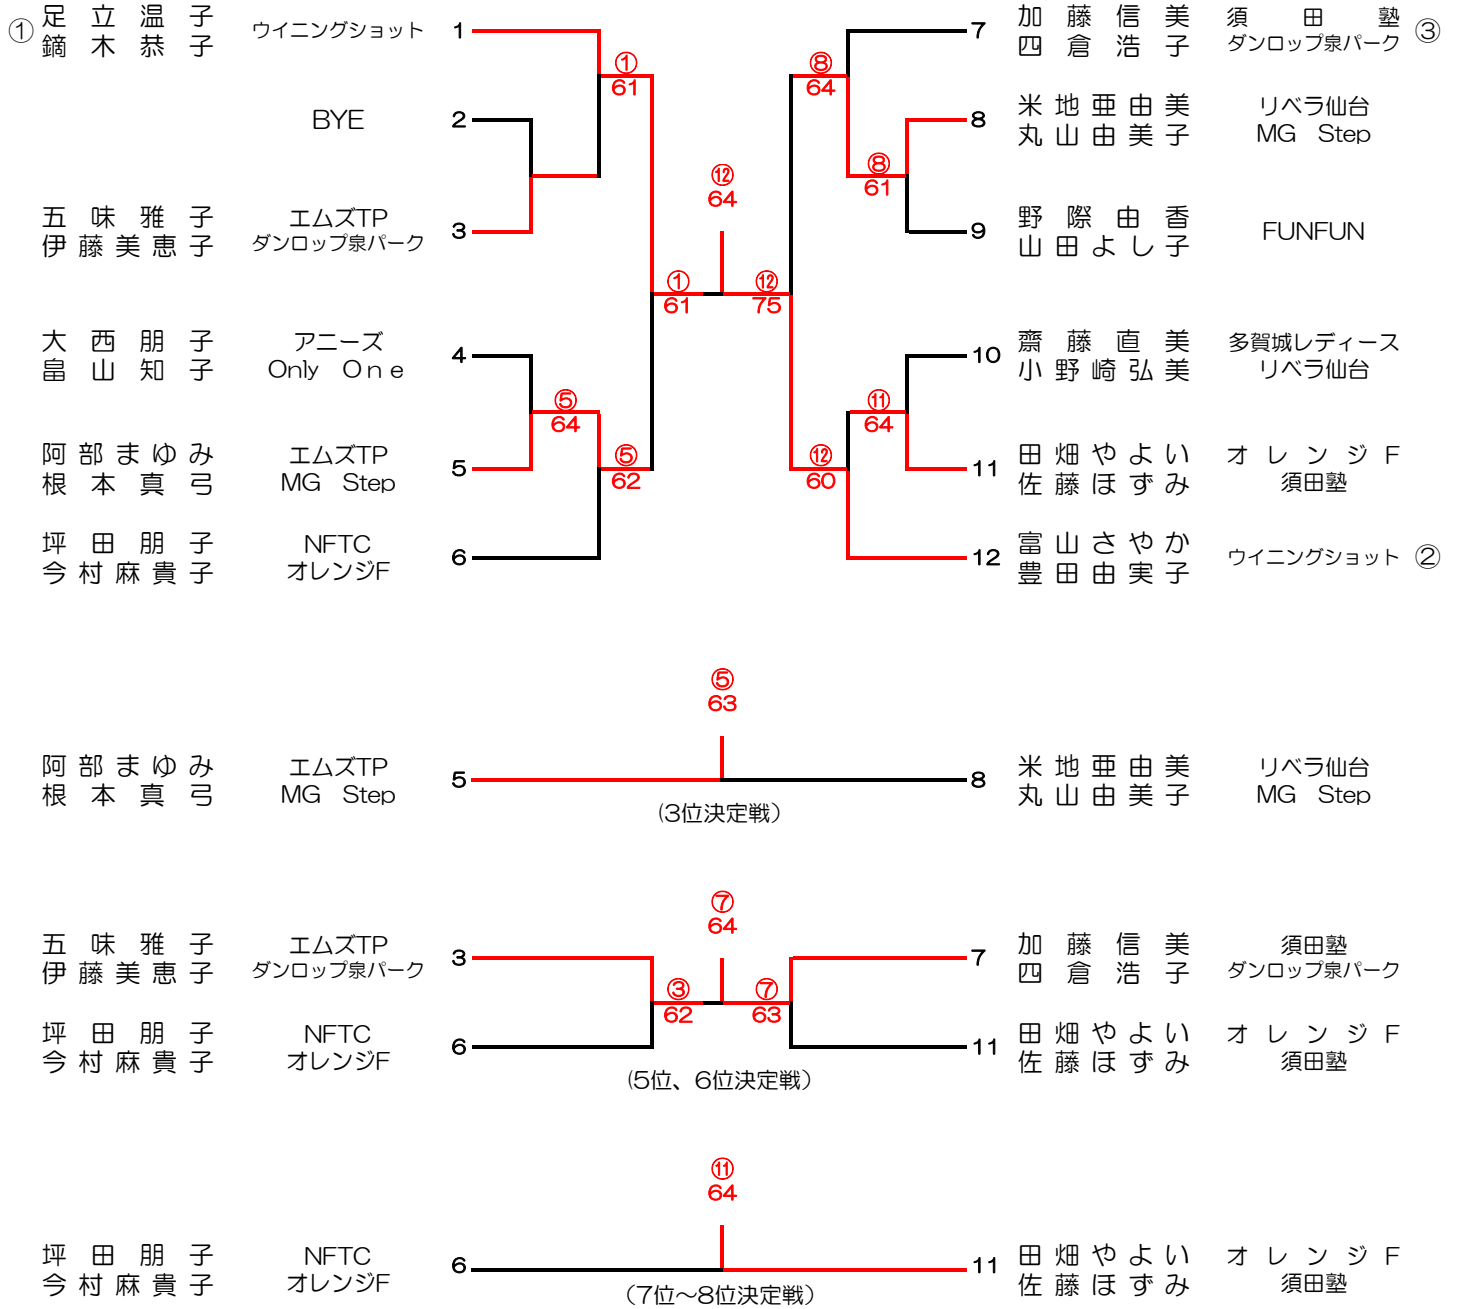 ① 足立温子 ウイニングショット 1
鏑木恭子
BYE 2
五味雅子 エムズTP 3
伊藤美恵子 ダンロップ泉パーク
大西朋子 アニーズ 4
畠山知子 Only One
阿部まゆみ エムズTP 5
根本真弓 MG Step
坪田朋子 NFTC 6
今村麻貴子 オレンジF
① 61
⑤ 64
⑤ 62
① 61
⑫ 64
⑫ 75
⑧ 64
⑧ 61
⑪ 64
⑫ 60
7 加藤信美 須田塾 ③
四倉浩子 ダンロップ泉パーク
8 米地亜由美 リベラ仙台
丸山由美子 MG Step
9 野際由香 FUNFUN
山田よし子
10 齋藤直美 多賀城レディース
小野崎弘美 リベラ仙台
11 田畑やよい オレンジF
佐藤ほずみ 須田塾
12 富山さやか ウイニングショット ②
豊田由実子
⑤
63
阿部まゆみ エムズTP 5 8 米地亜由美 リベラ仙台
根本真弓 MG Step 丸山由美子 MG Step
(3位決定戦)
⑦
64
五味雅子 エムズTP 3 7 加藤信美 須田塾
伊藤美恵子 ダンロップ泉パーク 四倉浩子 ダンロップ泉パーク
③ ⑦
62 63
坪田朋子 NFTC 6 11 田畑やよい オレンジF
今村麻貴子 オレンジF 佐藤ほずみ 須田塾
(5位、6位決定戦)
⑪
64
坪田朋子 NFTC 6 11 田畑やよい オレンジF
今村麻貴子 オレンジF 佐藤ほずみ 須田塾
(7位～8位決定戦)